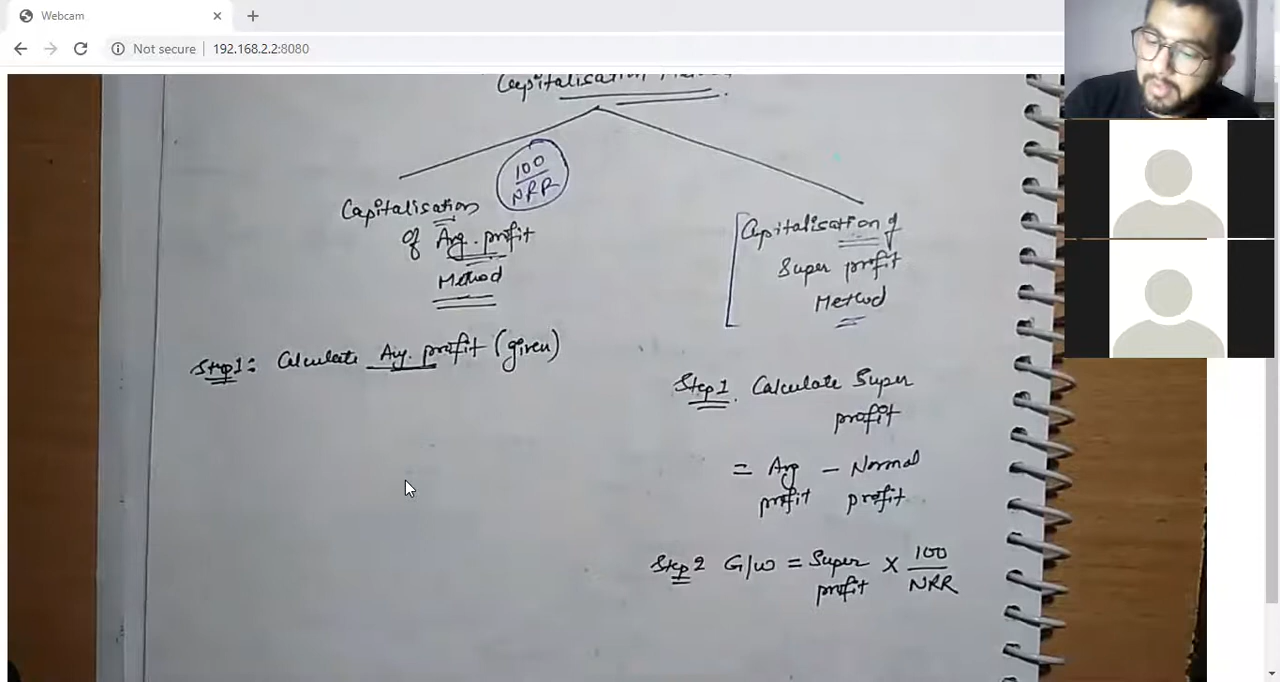 Webcam
Not secure 192.168.2.2:8080
Capitalisation
100
NRR
Capitalisation
of Avg. profit
Method
Capitalisation of
Super profit
Method
Step 1: Calculate Avg. profit (given)
Step 1. Calculate Super
profit
= Avg - Normal
profit profit
Step 2 G/w = Super × 100
profit NRR